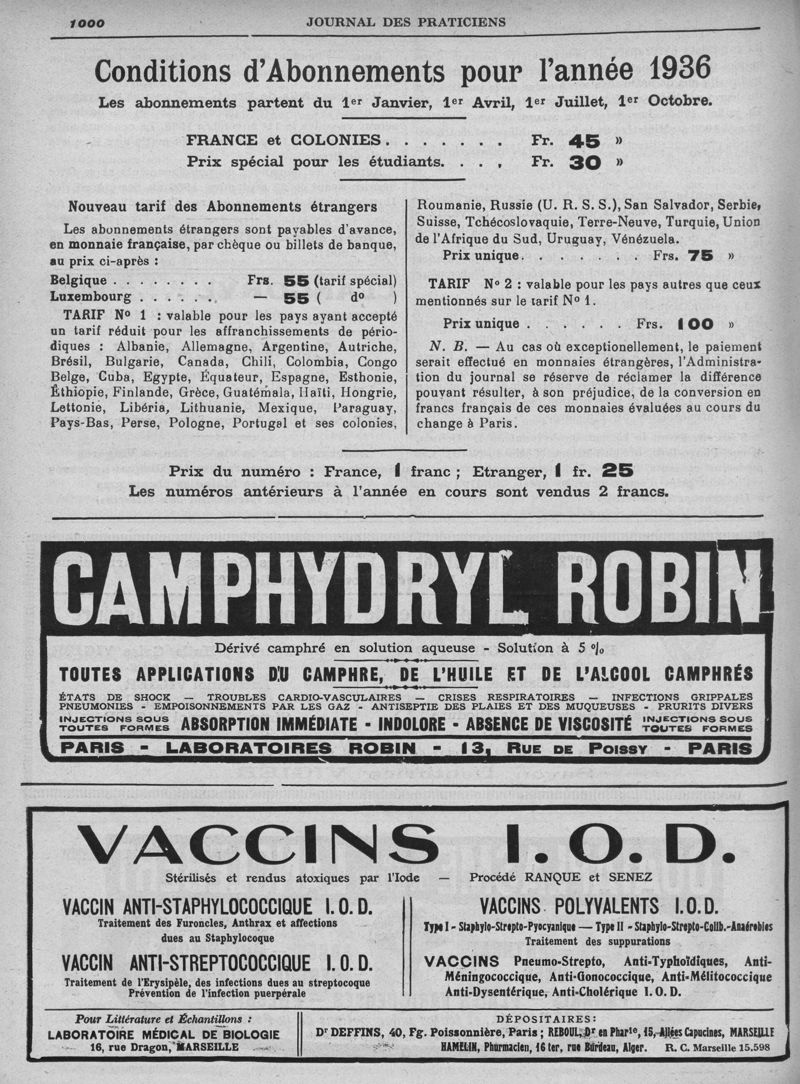 1000
JOURNAL DES PRATICIENS
Conditions d'Abonnements pour l'année 1936
Les abonnements partent du 1er Janvier, 1er Avril, 1er Juillet, 1er Octobre.
FRANCE et COLONIES . . . . . . . Fr. 45 »
Prix spécial pour les étudiants. . . , Fr. 30 »
Nouveau tarif des Abonnements étrangers
Les abonnements étrangers sont payables d'avance,
en monnaie française, par chèque ou billets de banque,
au prix ci-après :
Belgique . . . . . . . . Frs. 55 (tarif spécial)
Luxembourg . . . . . . — 55 ( do )
TARIF No 1 : valable pour les pays ayant accepté
un tarif réduit pour les affranchissements de pério-
diques : Albanie, Allemagne, Argentine, Autriche,
Brésil, Bulgarie, Canada, Chili, Colombia, Congo
Belge, Cuba, Egypte, Équateur, Espagne, Esthonie,
Éthiopie, Finlande, Grèce, Guatémala, Haïti, Hongrie,
Lettonie, Libéria, Lithuanie, Mexique, Paraguay,
Pays-Bas, Perse, Pologne, Portugal et ses colonies,
Roumanie, Russie (U. R. S. S.), San Salvador, Serbie,
Suisse, Tchécoslovaquie, Terre-Neuve, Turquie, Union
de l'Afrique du Sud, Uruguay, Vénézuela.
Prix unique. . . . . . . Frs. 75 »
TARIF No 2 : valable pour les pays autres que ceux
mentionnés sur le tarif No 1.
Prix unique . . . . . . Frs. 100 »
N. B. — Au cas où exceptionellement, le paiement
serait effectué en monnaies étrangères, l'Administra-
tion du journal se réserve de réclamer la différence
pouvant résulter, à son préjudice, de la conversion en
francs français de ces monnaies évaluées au cours du
change à Paris.
Prix du numéro : France, 1 franc ; Etranger, 1 fr. 25
Les numéros antérieurs à l'année en cours sont vendus 2 francs.
CAMPHYDRYL ROBIN
Dérivé camphré en solution aqueuse - Solution à 5 %
TOUTES APPLICATIONS DU CAMPHRE, DE L'HUILE ET DE L'ALCOOL CAMPHRÉS
ÉTATS DE SHOCK — TROUBLES CARDIO-VASCULAIRES — CRISES RESPIRATOIRES — INFECTIONS GRIPPALES
PNEUMONIES - EMPOISONNEMENTS PAR LES GAZ - ANTISEPTIE DES PLAIES ET DES MUQUEUSES - PRURITS DIVERS
INJECTIONS SOUS TOUTES FORMES ABSORPTION IMMÉDIATE - INDOLORE - ABSENCE DE VISCOSITÉ INJECTIONS SOUS TOUTES FORMES
PARIS - LABORATOIRES ROBIN - 13, RUE DE POISSY - PARIS
VACCINS I. O. D.
Stérilisés et rendus atoxiques par l'Iode — Procédé RANQUE et SENEZ
VACCIN ANTI-STAPHYLOCOCCIQUE I. O. D.
Traitement des Furoncles, Anthrax et affections
dues au Staphylocoque
VACCIN ANTI-STREPTOCOCCIQUE I. O. D.
Traitement de l'Erysipèle, des infections dues au streptocoque
Prévention de l'infection puerpérale
VACCINS POLYVALENTS I. O. D.
Type I - Staphylo-Strepto-Pyocyanique — Type II - Staphylo-Strepto-Collb.-Anaérobies
Traitement des suppurations
VACCINS Pneumo-Strepto, Anti-Typhoïdiques, Anti-
Méningococcique, Anti-Gonococcique, Anti-Mélitococcique
Anti-Dysentérique, Anti-Cholérique I. O. D.
Pour Littérature et Échantillons :
LABORATOIRE MÉDICAL DE BIOLOGIE
16, rue Dragon, MARSEILLE
DÉPOSITAIRES:
Dr DEFFINS, 40, Fg. Poissonnière, Paris ; REBOUL, Dr en Phar1e, 15, Allées Capucines, MARSEILLE
HAMELIN, Pharmacien, 16 ter, rue Burdeau, Alger. R. C. Marseille 15.598